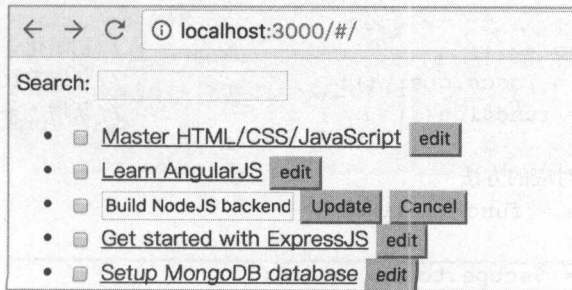 localhost:3000/#/
Search:
Master HTML/CSS/JavaScript edit
Learn AngularJS edit
Build NodeJS backend Update Cancel
Get started with ExpressJS edit
Setup MongoDB database edit